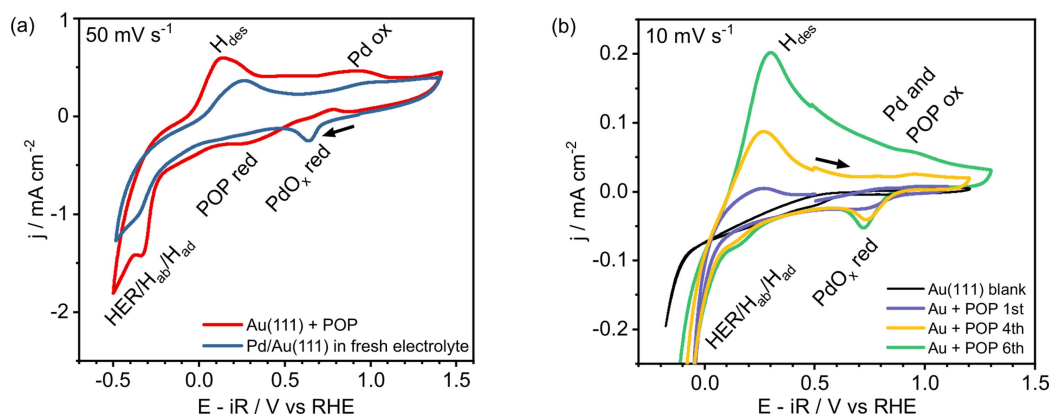 (a)
50 mV s⁻¹
H_des
Pd ox
POP red
PdOₓ red
HER/H_ab/H_ad
Au(111) + POP
Pd/Au(111) in fresh electrolyte
j / mA cm⁻²
1
0
-1
-2
-0.5 0.0 0.5 1.0 1.5
E - iR / V vs RHE
(b)
10 mV s⁻¹
H_des
Pd and
POP ox
PdOₓ red
HER/H_ab/H_ad
Au(111) blank
Au + POP 1st
Au + POP 4th
Au + POP 6th
j / mA cm⁻²
0.2
0.1
0.0
-0.1
-0.2
0.0 0.5 1.0 1.5
E - iR / V vs RHE